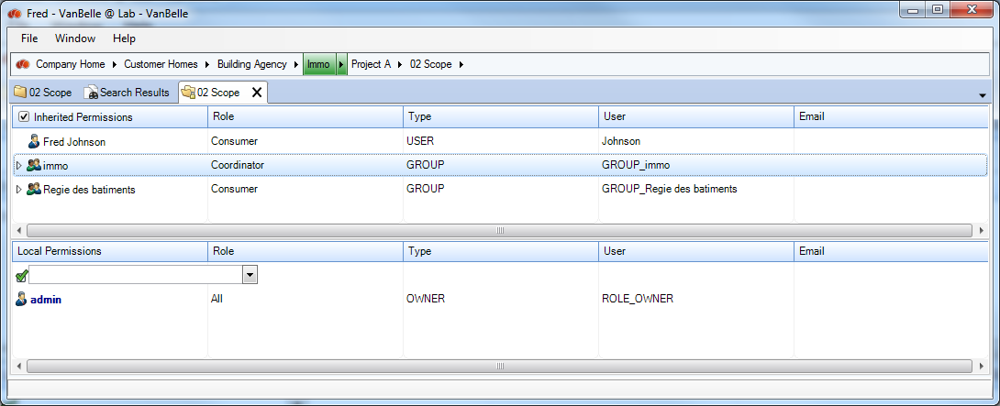 Fred - VanBelle @ Lab - VanBelle
File Window Help
Company Home Customer Homes Building Agency Immo Project A 02 Scope
02 Scope Search Results 02 Scope
Inherited Permissions Role Type User Email
Fred Johnson Consumer USER Johnson
immo Coordinator GROUP GROUP_immo
Regie des batiments Consumer GROUP GROUP_Regie des batiments
Local Permissions Role Type User Email
admin All OWNER ROLE_OWNER